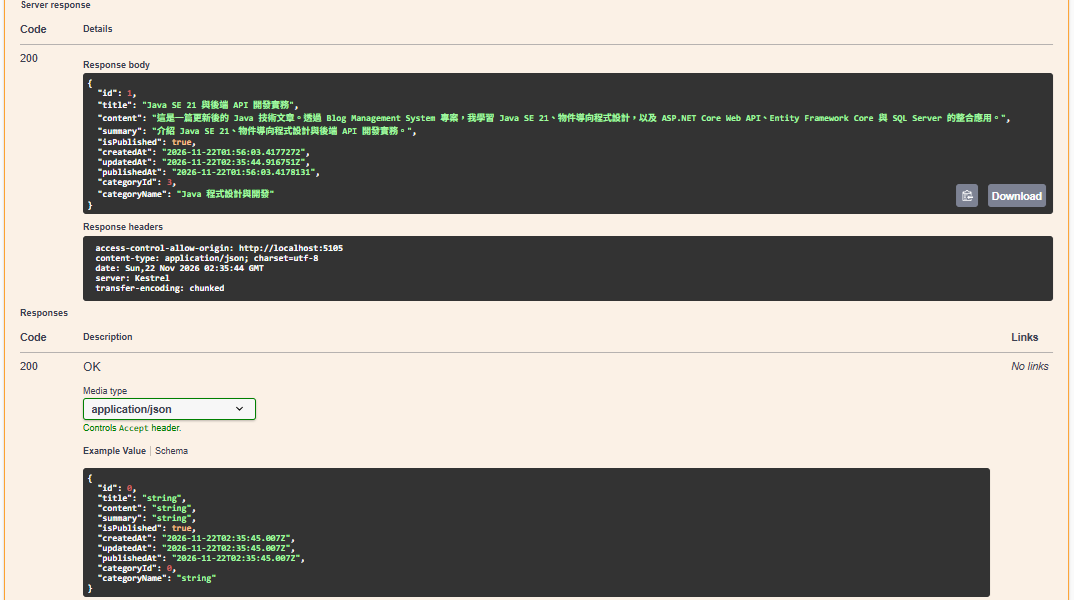 Server response
Code Details
200
Response body
{
"id": 1,
"title": "Java SE 21 與後端 API 開發實務",
"content": "這是一篇更新後的 Java 技術文章。透過 Blog Management System 專案，我學習 Java SE 21、物件導向程式設計，以及 ASP.NET Core Web API、Entity Framework Core 與 SQL Server 的整合應用。",
"summary": "介紹 Java SE 21、物件導向程式設計與後端 API 開發實務。",
"isPublished": true,
"createdAt": "2026-11-22T01:56:03.4177272",
"updatedAt": "2026-11-22T02:35:44.916751Z",
"publishedAt": "2026-11-22T01:56:03.4178131",
"categoryId": 3,
"categoryName": "Java 程式設計與開發"
}
Download
Response headers
access-control-allow-origin: http://localhost:5105
content-type: application/json; charset=utf-8
date: Sun,22 Nov 2026 02:35:44 GMT
server: Kestrel
transfer-encoding: chunked
Responses
Code Description Links
200 OK No links
Media type
application/json
Controls Accept header.
Example Value | Schema
{
"id": 0,
"title": "string",
"content": "string",
"summary": "string",
"isPublished": true,
"createdAt": "2026-11-22T02:35:45.007Z",
"updatedAt": "2026-11-22T02:35:45.007Z",
"publishedAt": "2026-11-22T02:35:45.007Z",
"categoryId": 0,
"categoryName": "string"
}